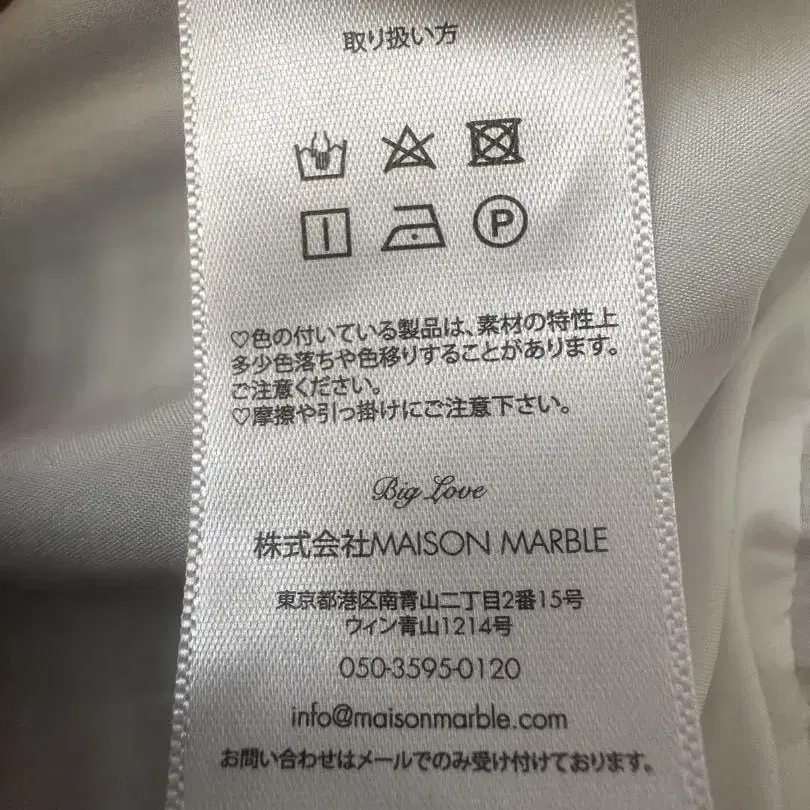 取り扱い方
P
♡色の付いている製品は、素材の特性上
多少色落ちや色移りすることがあります。
ご注意ください。
♡摩擦や引っ掛けにご注意下さい。
Big Love
株式会社MAISON MARBLE
東京都港区南青山二丁目2番15号
ウィン青山1214号
050-3595-0120
info@maisonmarble.com
お問い合わせはメールでのみ受け付けております。